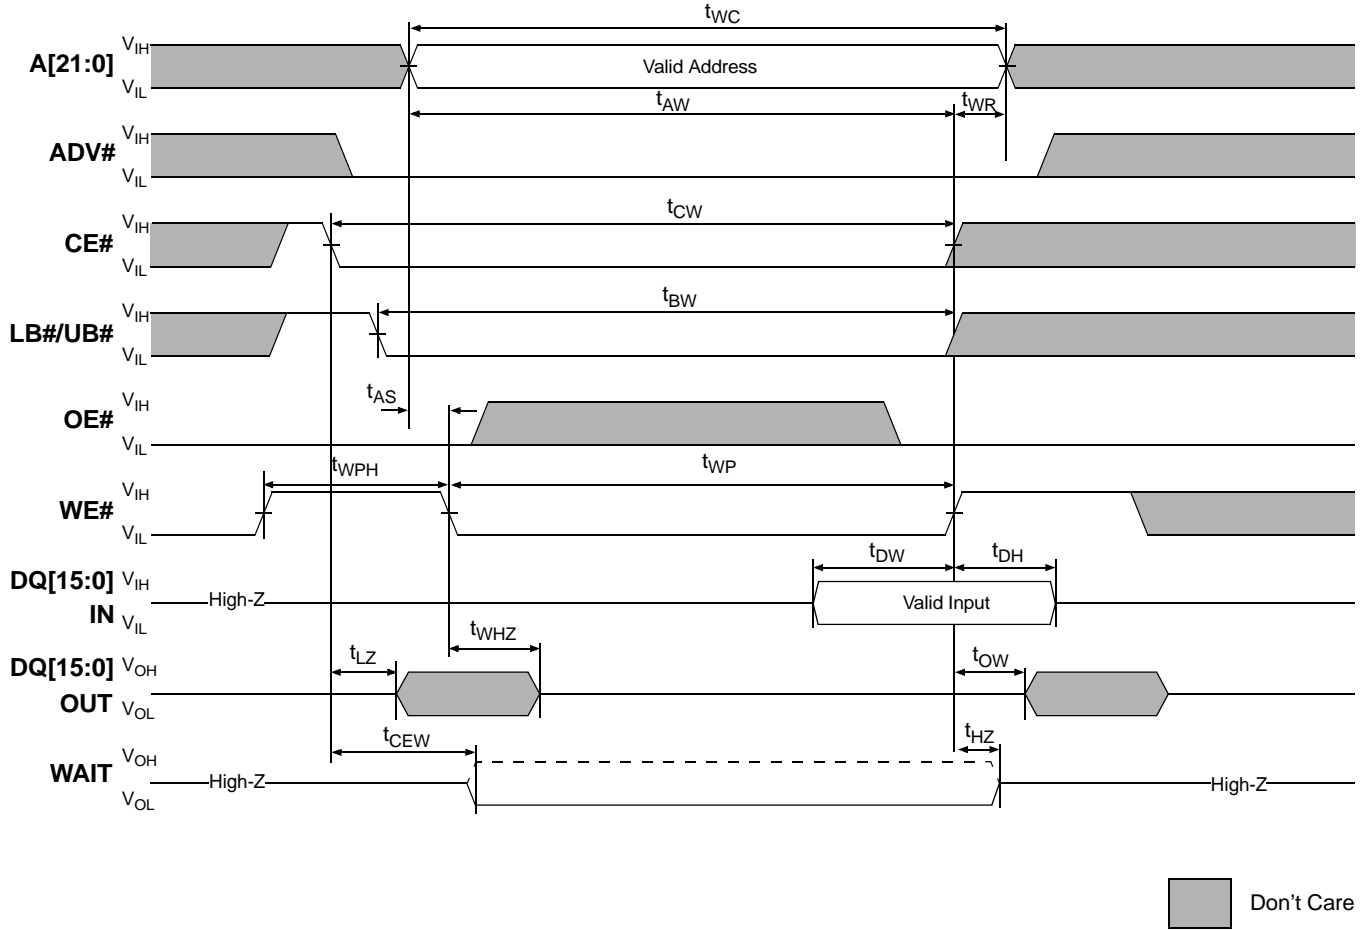 tWC
A[21:0] VIH
VIL
Valid Address
tAW
tWR
ADV# VIH
VIL
tCW
CE# VIH
VIL
tBW
LB#/UB# VIH
VIL
tAS
OE# VIH
VIL
tWPH
tWP
WE# VIH
VIL
tDW
tDH
DQ[15:0] VIH
IN VIL
High-Z
Valid Input
tWHZ
tLZ
tOW
DQ[15:0] VOH
OUT VOL
tCEW
tHZ
WAIT VOH
VOL
High-Z
High-Z
Don't Care